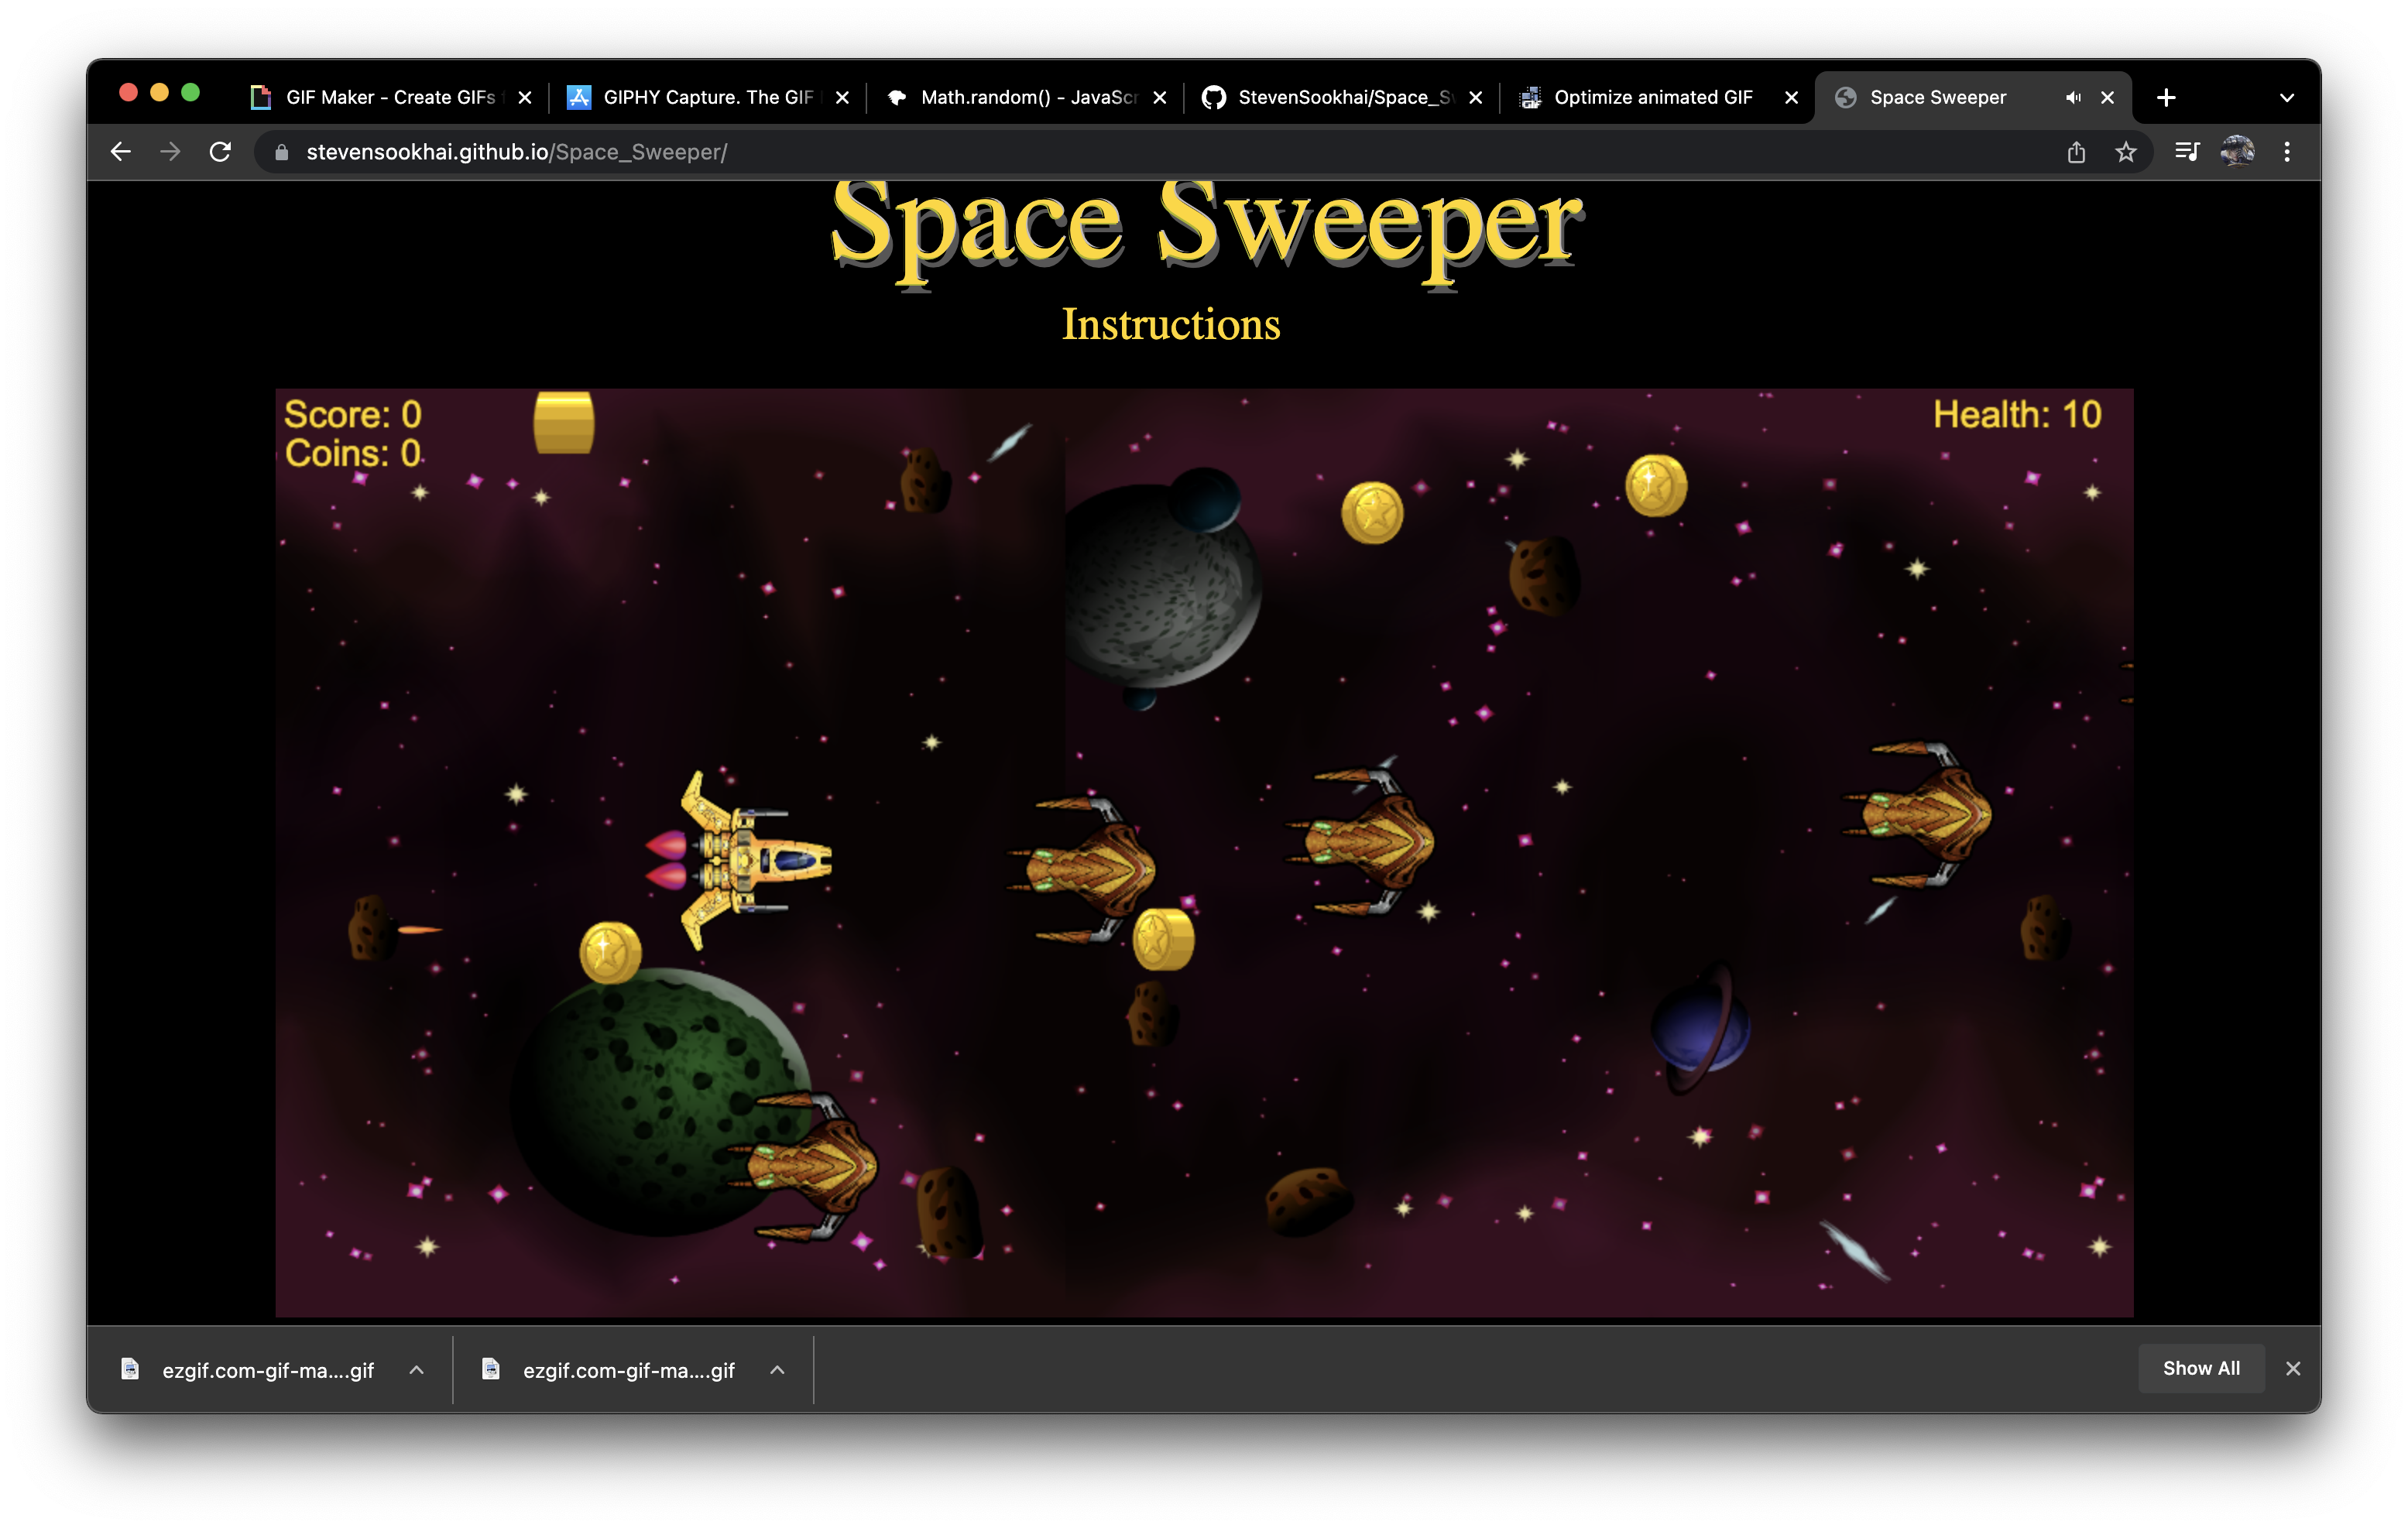 GIF Maker - Create GIFs
GIPHY Capture. The GIF
Math.random() - JavaScr
StevenSookhai/Space_S
Optimize animated GIF
Space Sweeper
stevensookhai.github.io/Space_Sweeper/
Space Sweeper
Instructions
Score: 0
Health: 10
Coins: 0
ezgif.com-gif-ma....gif
ezgif.com-gif-ma....gif
Show All